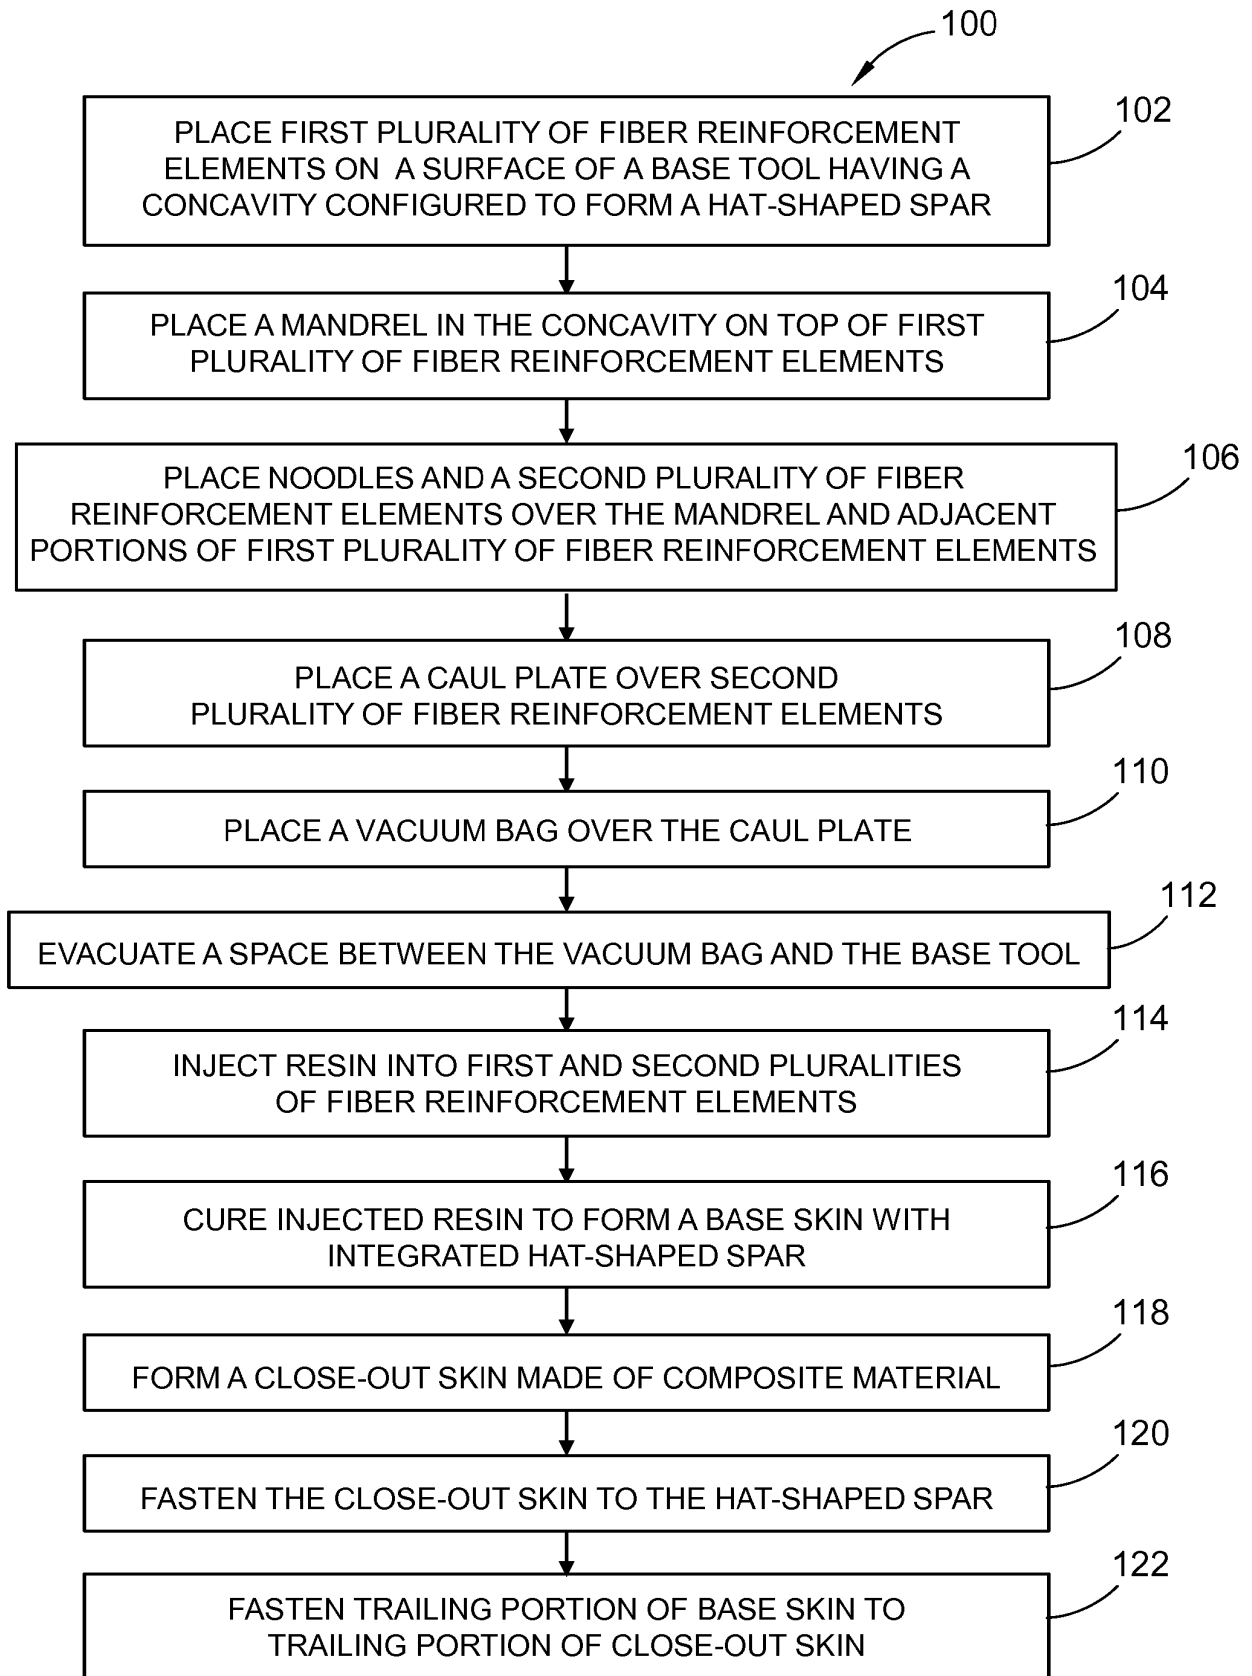 100
102
PLACE FIRST PLURALITY OF FIBER REINFORCEMENT
ELEMENTS ON A SURFACE OF A BASE TOOL HAVING A
CONCAVITY CONFIGURED TO FORM A HAT-SHAPED SPAR
104
PLACE A MANDREL IN THE CONCAVITY ON TOP OF FIRST
PLURALITY OF FIBER REINFORCEMENT ELEMENTS
106
PLACE NOODLES AND A SECOND PLURALITY OF FIBER
REINFORCEMENT ELEMENTS OVER THE MANDREL AND ADJACENT
PORTIONS OF FIRST PLURALITY OF FIBER REINFORCEMENT ELEMENTS
108
PLACE A CAUL PLATE OVER SECOND
PLURALITY OF FIBER REINFORCEMENT ELEMENTS
110
PLACE A VACUUM BAG OVER THE CAUL PLATE
112
EVACUATE A SPACE BETWEEN THE VACUUM BAG AND THE BASE TOOL
114
INJECT RESIN INTO FIRST AND SECOND PLURALITIES
OF FIBER REINFORCEMENT ELEMENTS
116
CURE INJECTED RESIN TO FORM A BASE SKIN WITH
INTEGRATED HAT-SHAPED SPAR
118
FORM A CLOSE-OUT SKIN MADE OF COMPOSITE MATERIAL
120
FASTEN THE CLOSE-OUT SKIN TO THE HAT-SHAPED SPAR
122
FASTEN TRAILING PORTION OF BASE SKIN TO
TRAILING PORTION OF CLOSE-OUT SKIN